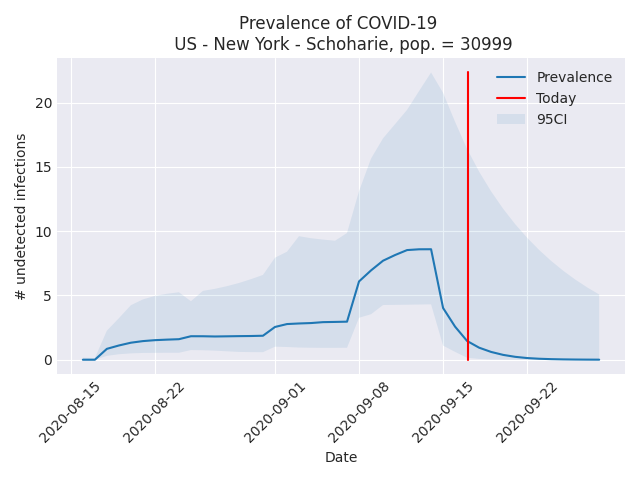 Prevalence of COVID-19
US - New York - Schoharie, pop. = 30999
# undetected infections
20
15
10
5
0
Prevalence
Today
95CI
2020-08-15
2020-08-22
2020-09-01
2020-09-08
2020-09-15
2020-09-22
Date